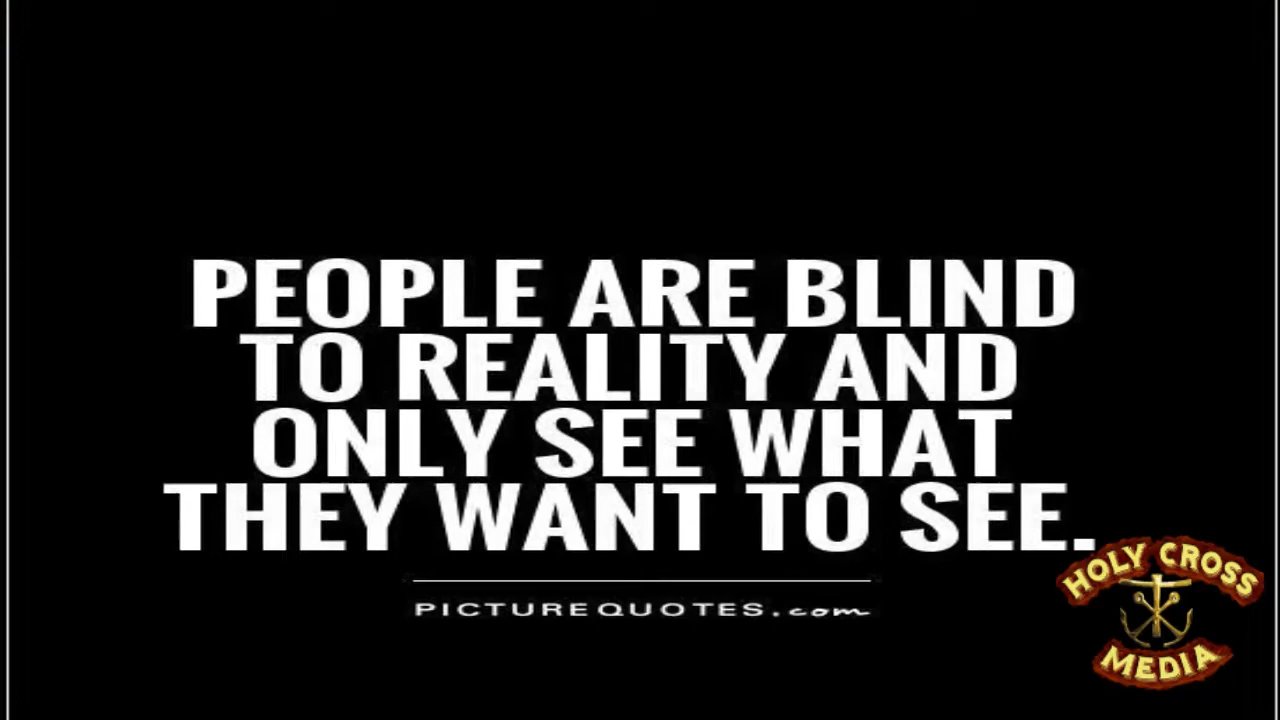 PEOPLE ARE BLIND
TO REALITY AND
ONLY SEE WHAT
THEY WANT TO SEE.
PICTUREQUOTES.com
HOLY CROSS
MEDIA